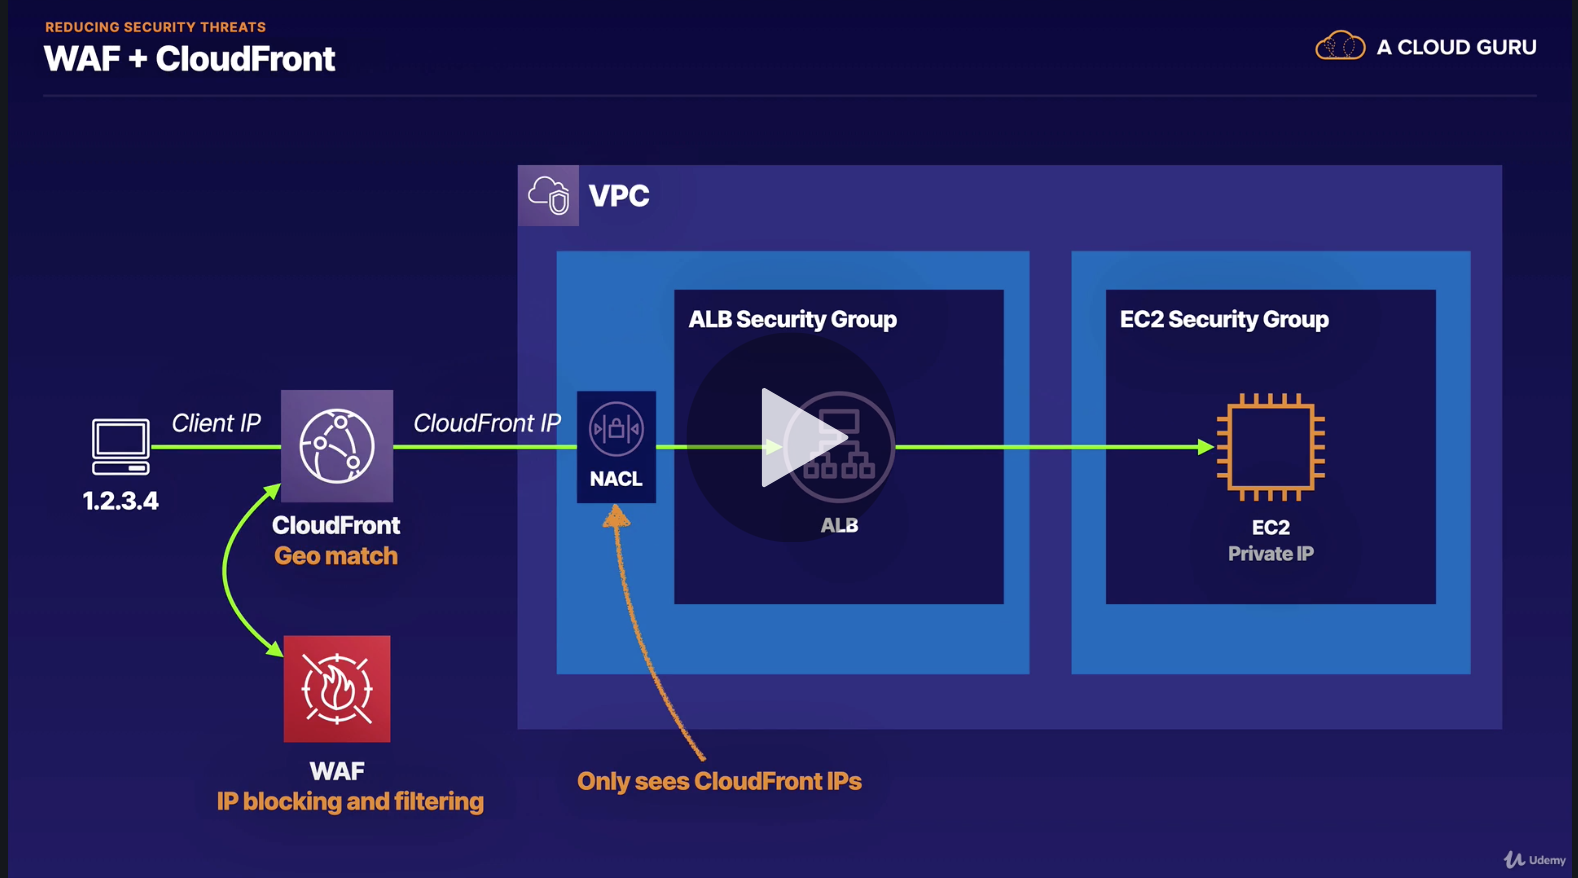 REDUCING SECURITY THREATS
WAF + CloudFront
A CLOUD GURU
VPC
ALB Security Group
EC2 Security Group
Client IP
CloudFront IP
NACL
1.2.3.4
CloudFront
Geo match
ALB
EC2
Private IP
WAF
IP blocking and filtering
Only sees CloudFront IPs
Udemy